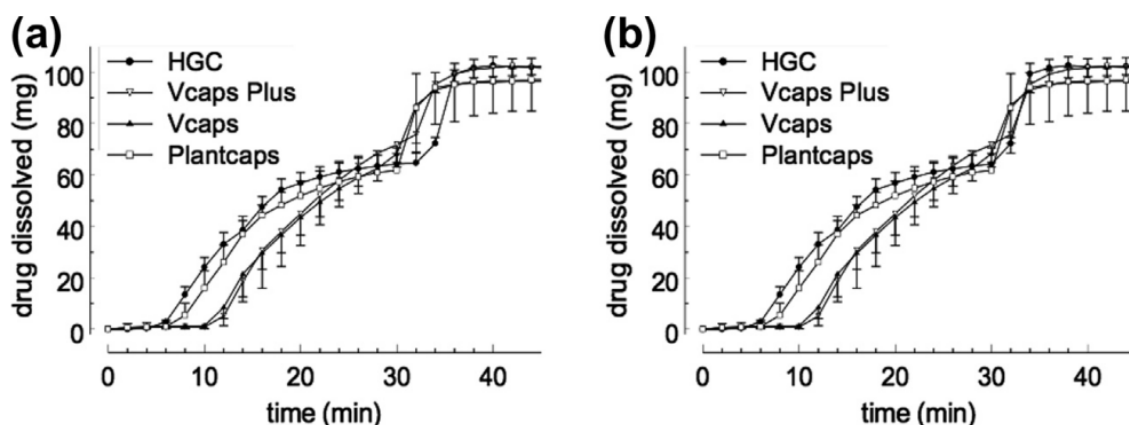 (a)
HGC
Vcaps Plus
Vcaps
Plantcaps
drug dissolved (mg)
100
80
60
40
20
0
0 10 20 30 40
time (min)
(b)
HGC
Vcaps Plus
Vcaps
Plantcaps
drug dissolved (mg)
100
80
60
40
20
0
0 10 20 30 40
time (min)